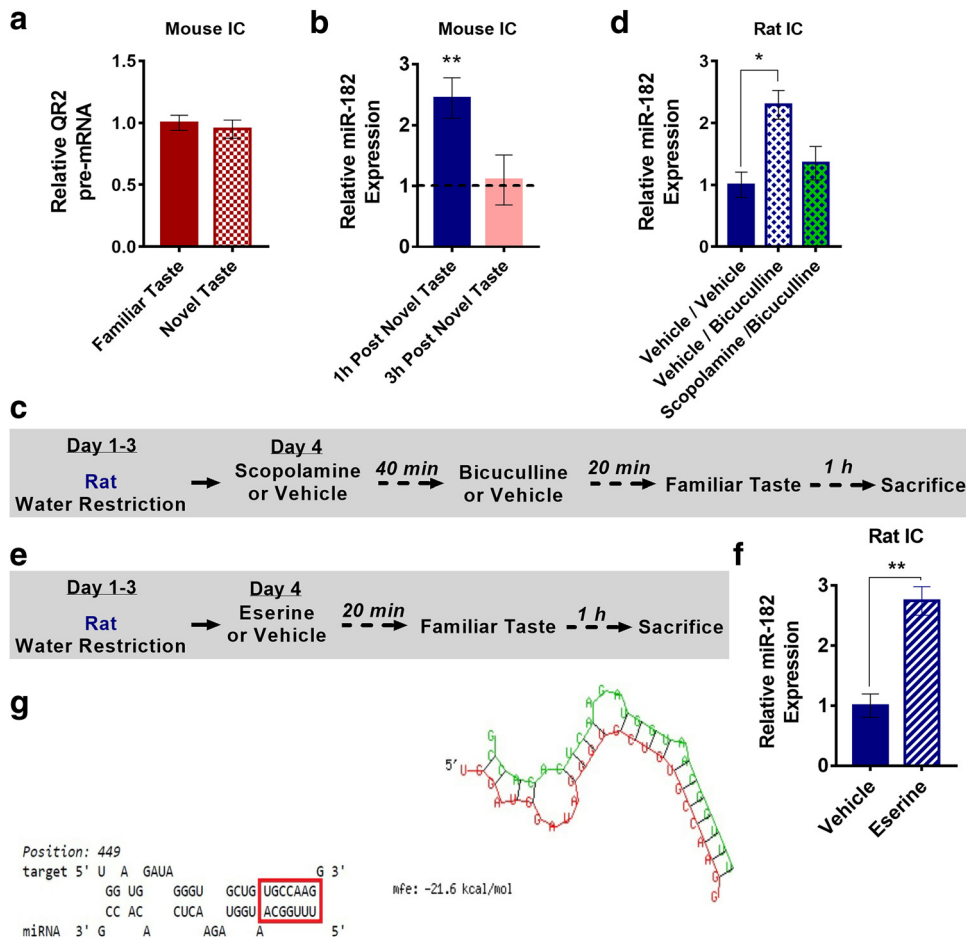 a
Mouse IC
Relative QR2
pre-mRNA
1.5
1.0
0.5
0.0
Familiar Taste
Novel Taste
b
Mouse IC
Relative miR-182
Expression
3
2
1
0
**
1h Post Novel Taste
3h Post Novel Taste
d
Rat IC
Relative miR-182
Expression
3
2
1
0
*
Vehicle / Vehicle
Vehicle / Bicuculline
Scopolamine /Bicuculline
c
Day 1-3
Rat
Water Restriction
Day 4
Scopolamine
or Vehicle
40 min
Bicuculline
or Vehicle
20 min
Familiar Taste
1 h
Sacrifice
e
Day 1-3
Rat
Water Restriction
Day 4
Eserine
or Vehicle
20 min
Familiar Taste
1 h
Sacrifice
f
Rat IC
Relative miR-182
Expression
3
2
1
0
**
Vehicle
Eserine
g
5'
mfe: -21.6 kcal/mol
Position: 449
target 5' U A GAUA G 3'
GG UG GGGU GCUG UGCCAAG
CC AC CUCA UGGU ACGGUUU
miRNA 3' G A AGA A 5'